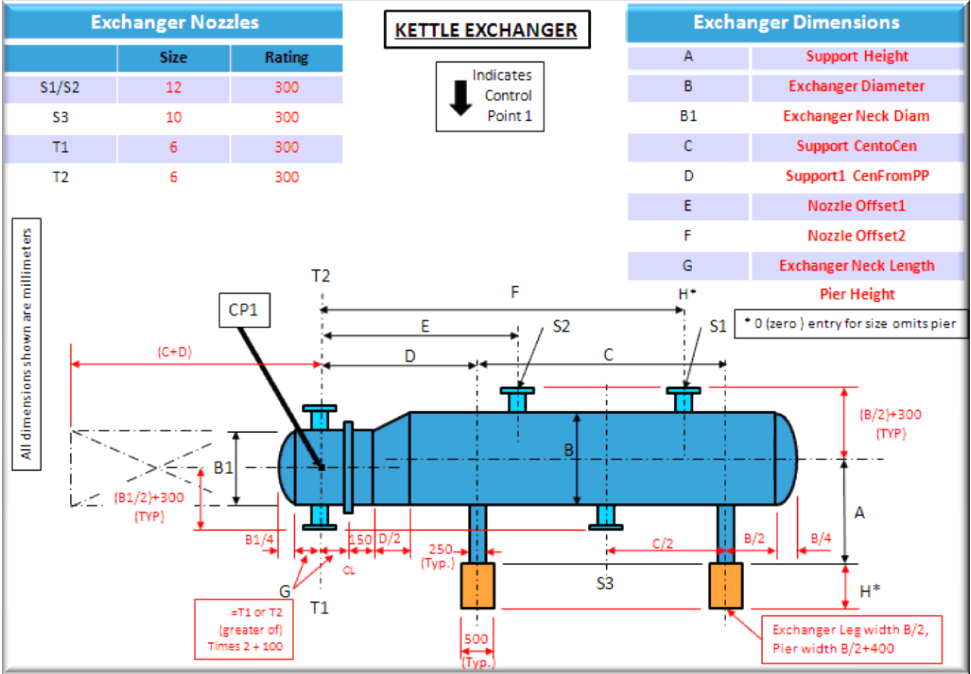 Exchanger Nozzles
Size Rating
S1/S2 12 300
S3 10 300
T1 6 300
T2 6 300
KETTLE EXCHANGER
Indicates
Control
Point 1
Exchanger Dimensions
A Support Height
B Exchanger Diameter
B1 Exchanger Neck Diam
C Support CentoCen
D Support1 CenFromPP
E Nozzle Offset1
F Nozzle Offset2
G Exchanger Neck Length
H* Pier Height
* 0 (zero ) entry for size omits pier
All dimensions shown are millimeters
T2
CP1
F
E
S2
S1
(C+D)
D
C
(B/2)+300
(TYP)
B1
B
(B1/2)+300
(TYP)
A
B1/4
150
D/2
250
(Typ.)
C/2
B/2
B/4
CL
G
S3
H*
T1
=T1 or T2
(greater of)
Times 2 + 100
500
(Typ.)
Exchanger Leg width B/2,
Pier width B/2+400